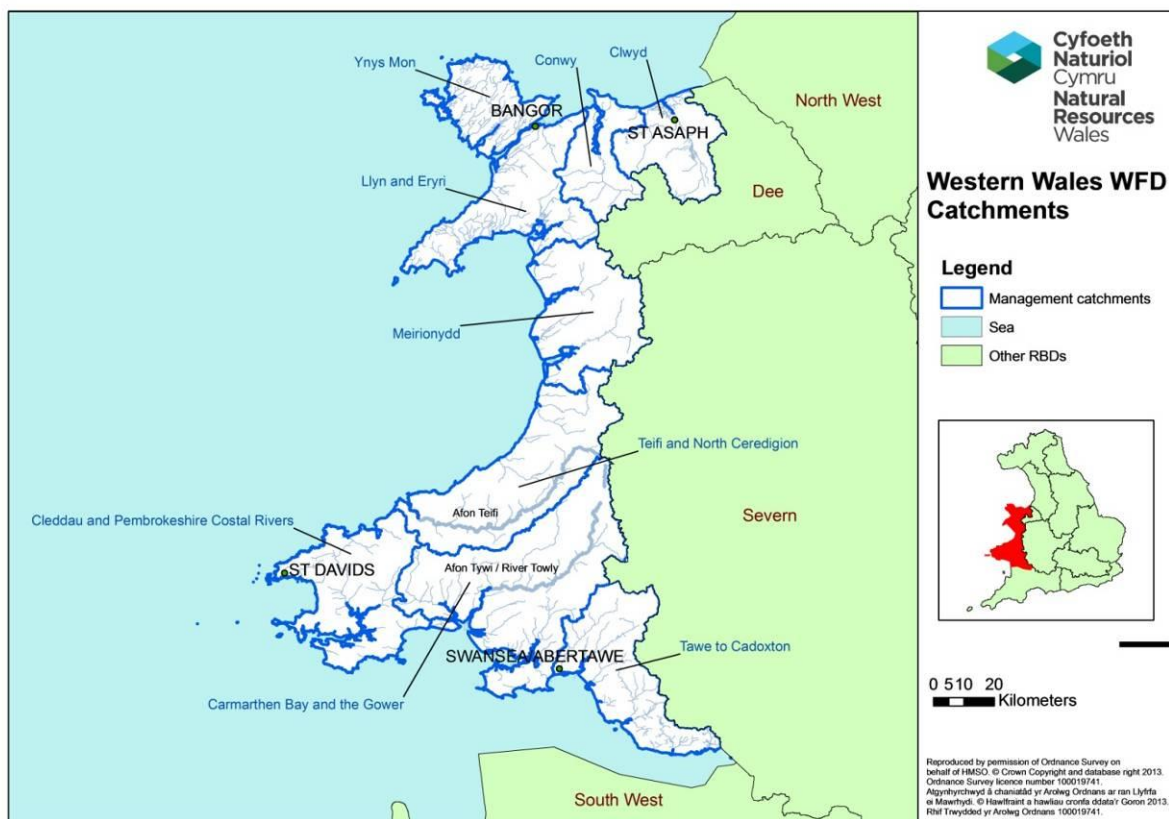 Ynys Mon
Conwy
Clwyd
BANGOR
ST ASAPH
North West
Dee
Llyn and Eryri
Meirionydd
Teifi and North Ceredigion
Afon Teifi
Cleddau and Pembrokeshire Costal Rivers
Severn
ST DAVIDS
Afon Tywi / River Towly
SWANSEA/ABERTAWE
Tawe to Cadoxton
Carmarthen Bay and the Gower
South West
Cyfoeth
Naturiol
Cymru
Natural
Resources
Wales
Western Wales WFD
Catchments
Legend
Management catchments
Sea
Other RBDs
0 510 20
Kilometers
Reproduced by permission of Ordnance Survey on
behalf of HMSO. © Crown Copyright and database right 2013.
Ordnance Survey licence number 100019741.
Atgynhyrchwyd â chaniatâd yr Arolwg Ordnans ar ran Llyfrfa
ei Mawrhydi. © Hawlfraint a hawliau cronfa ddata'r Goron 2013.
Rhif Trwydded yr Arolwg Ordnans 100019741.